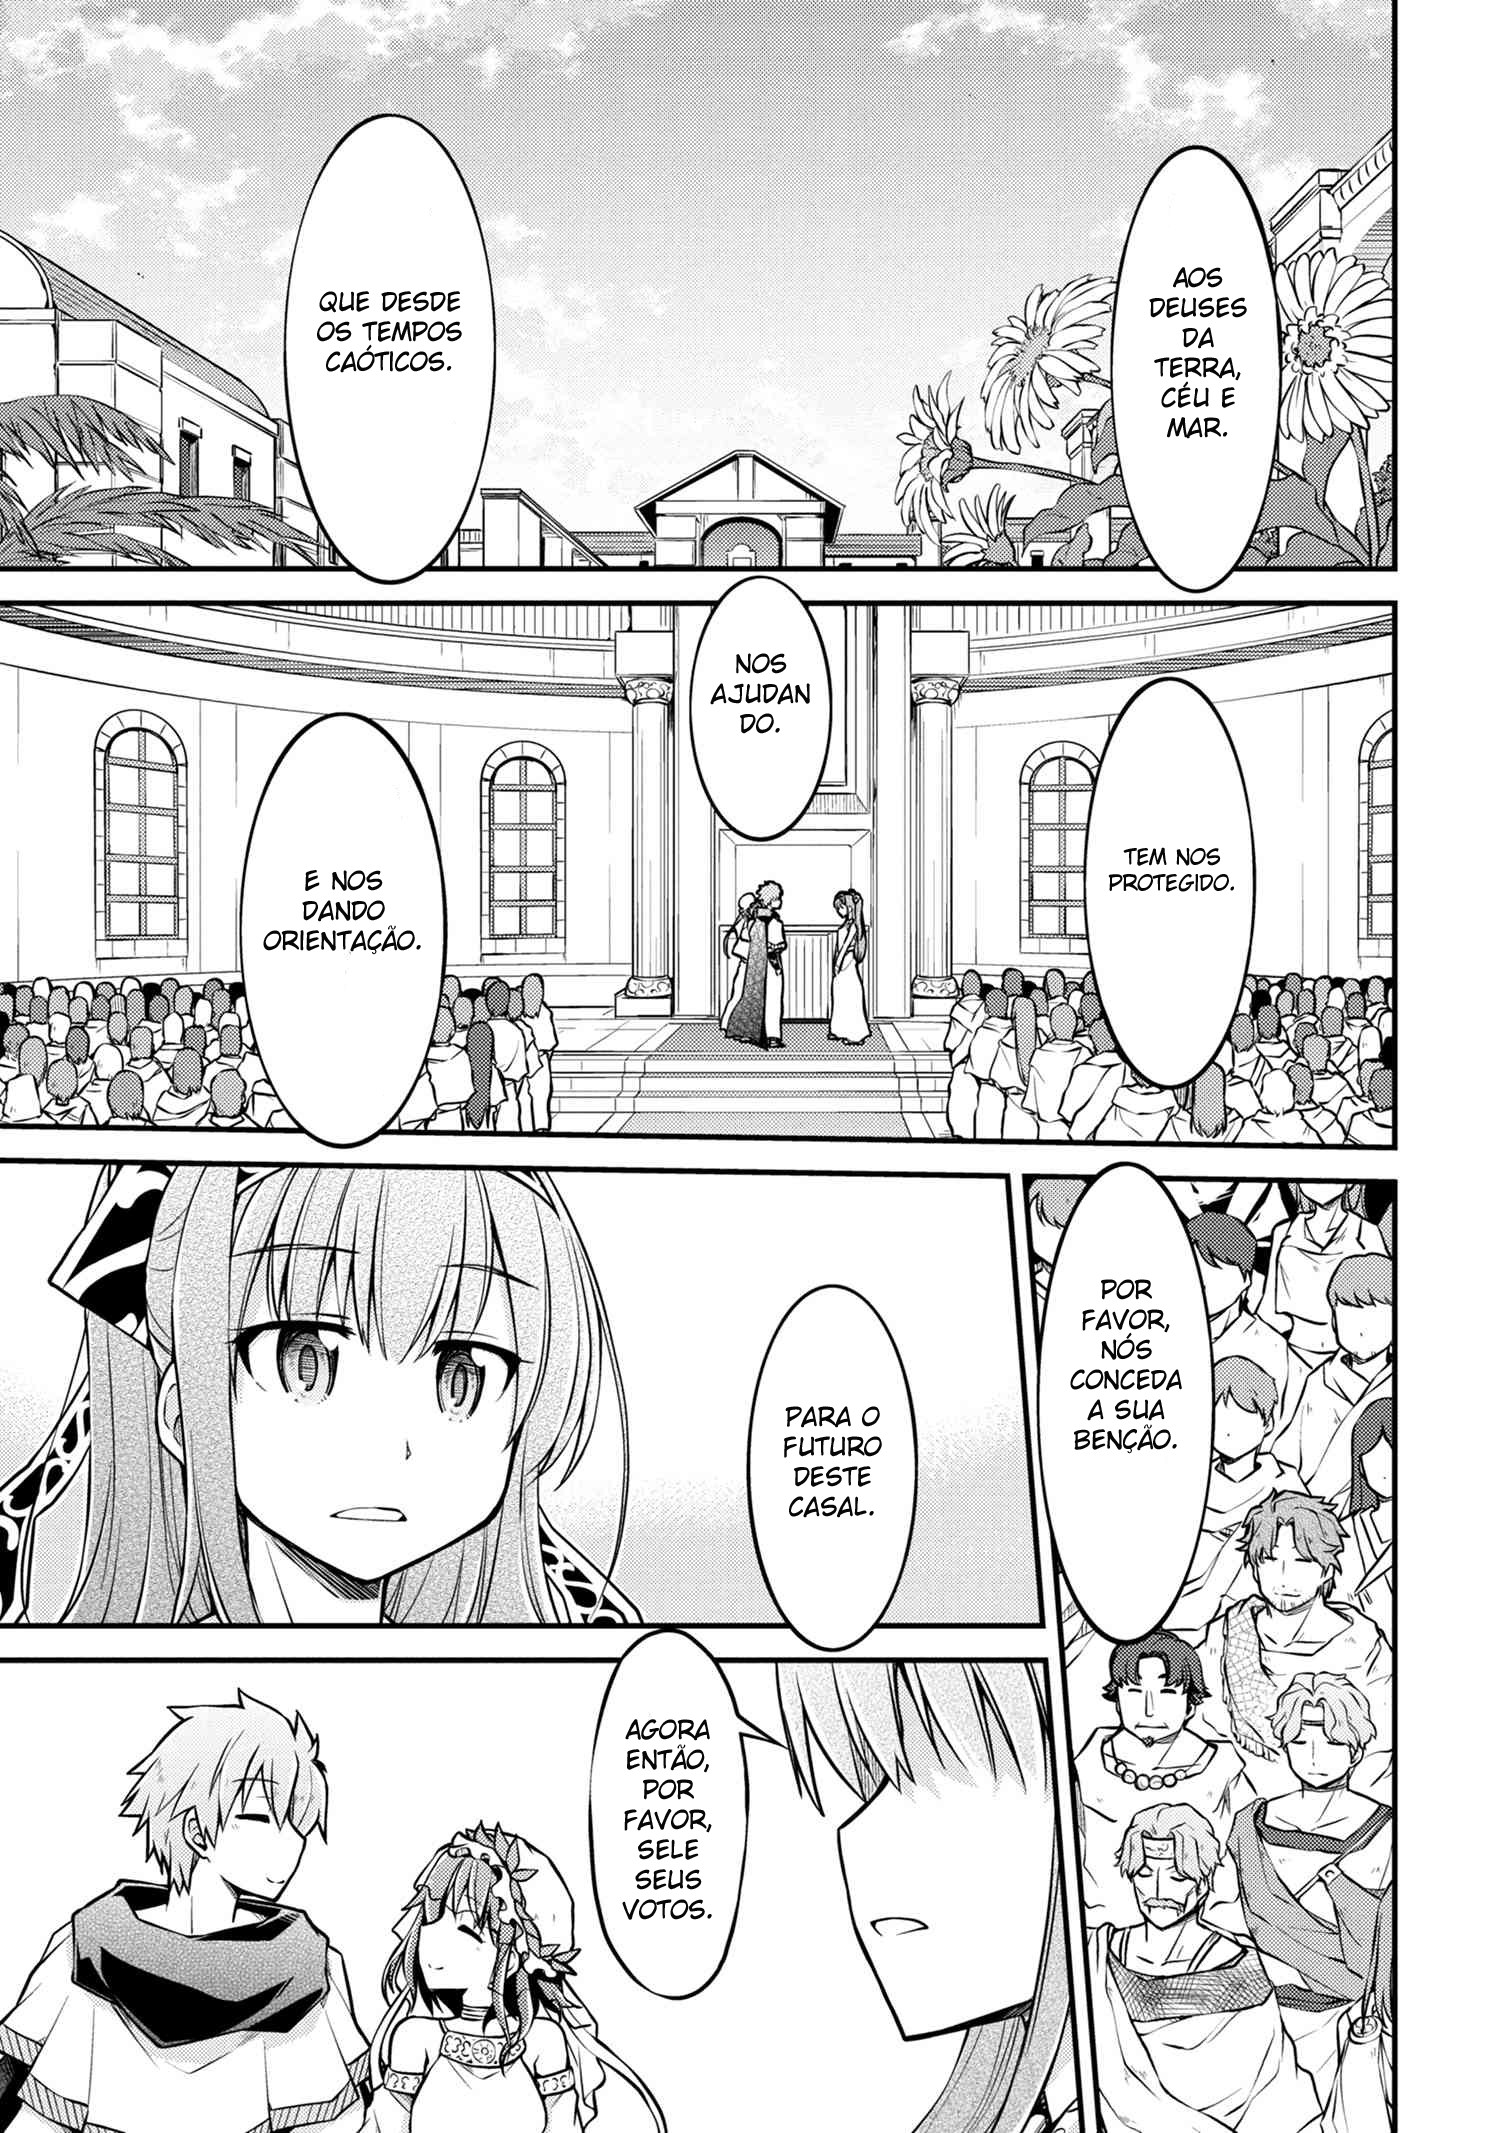 AOS
DEUSES
DA
TERRA,
CÉU E
MAR.
QUE DESDE
OS TEMPOS
CAÓTICOS.
TEM NOS
PROTEGIDO.
NOS
AJUDAN
DO.
E NOS
DANDO
ORIENTAÇÃO.
POR
FAVOR,
NÓS
CONCEDA
A SUA
BENÇÃO.
PARA O
FUTURO
DESTE
CASAL.
AGORA
ENTÃO,
POR
FAVOR,
SELE
SEUS
VOTOS.